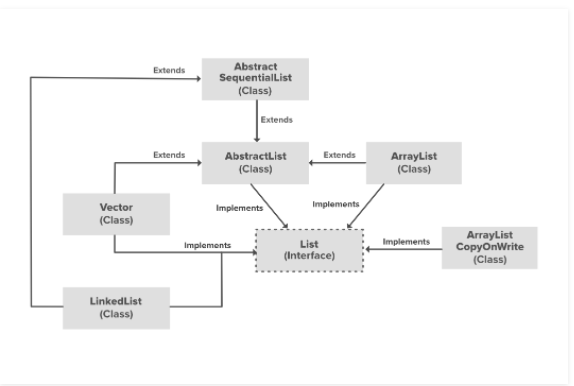 Extends
Abstract
SequentialList
(Class)
Extends
Extends
AbstractList
(Class)
Extends
ArrayList
(Class)
Implements
Implements
Vector
(Class)
Implements
List
(Interface)
Implements
ArrayList
CopyOnWrite
(Class)
LinkedList
(Class)